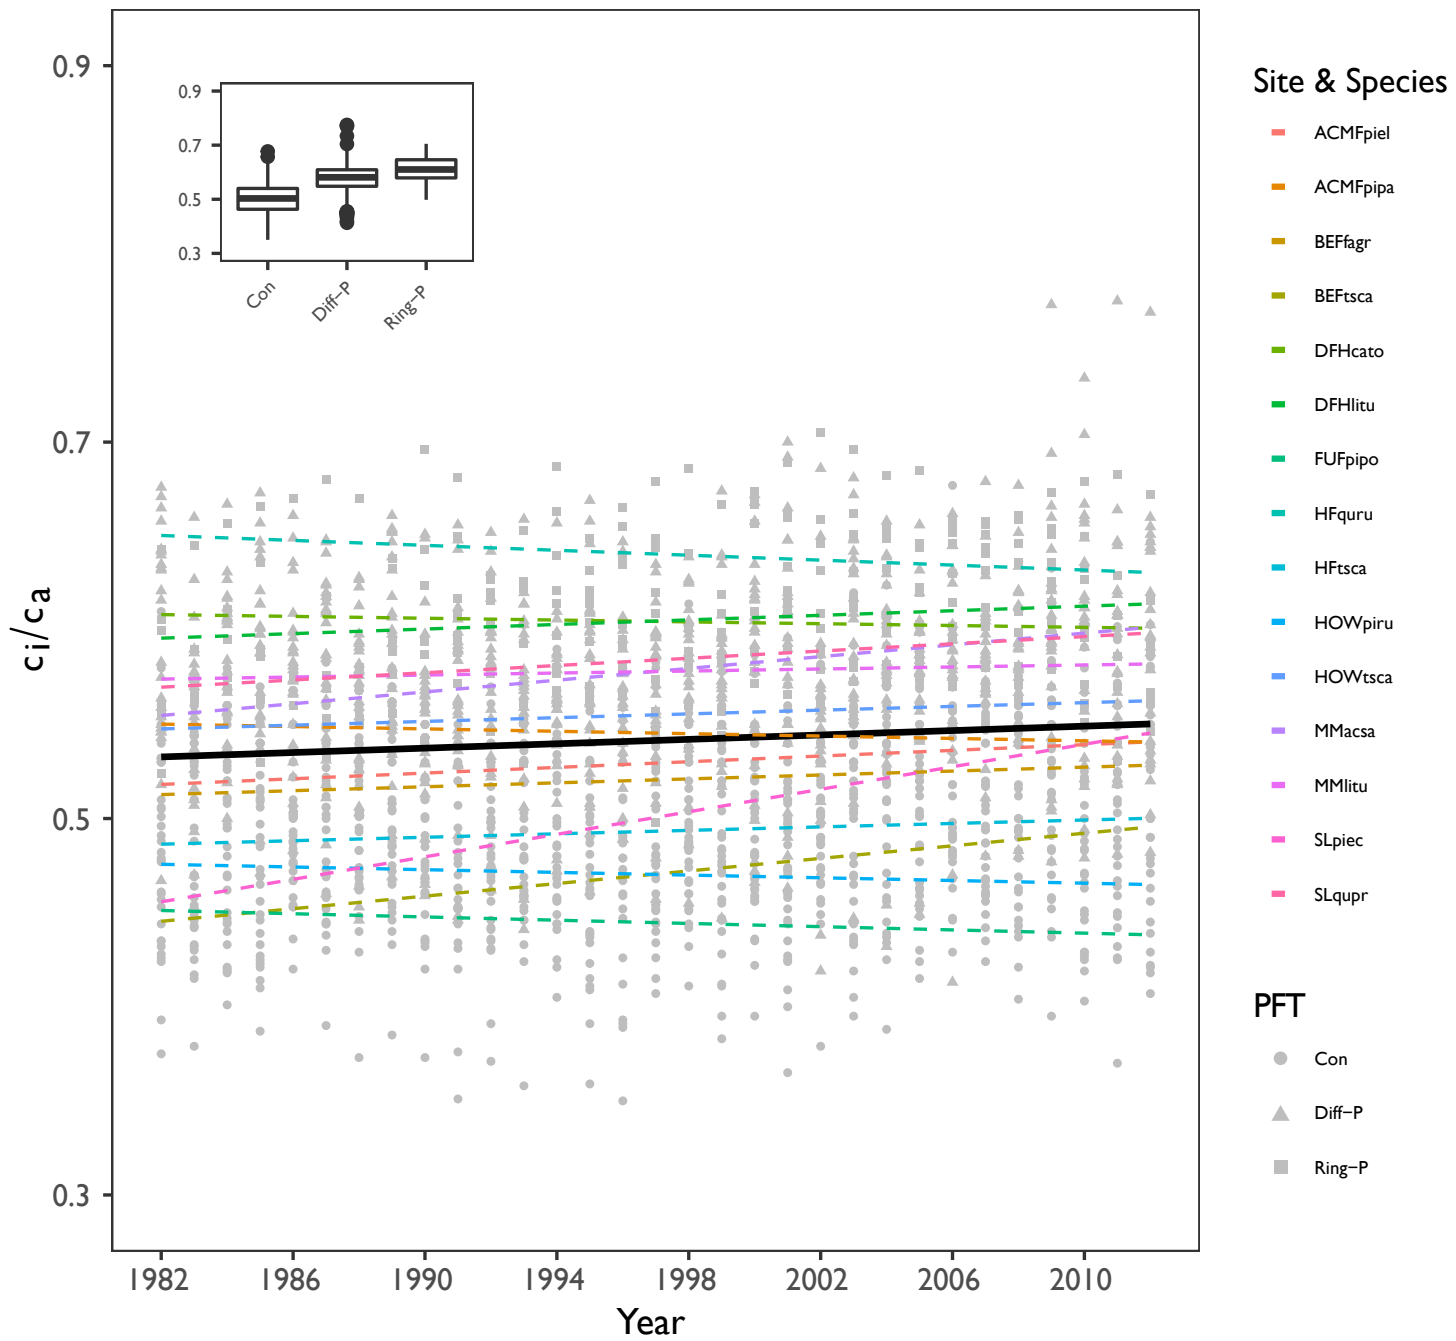 0.9
0.7
0.5
0.3
ci/ca
0.9
0.7
0.5
0.3
Con
Diff–P
Ring–P
1982
1986
1990
1994
1998
2002
2006
2010
Year
Site & Species
ACMFpiel
ACMFpipa
BEFfagr
BEFtsca
DFHcato
DFHlitu
FUFpipo
HFquru
HFtsca
HOWpiru
HOWtsca
MMacsa
MMlitu
SLpiec
SLqupr
PFT
Con
Diff–P
Ring–P